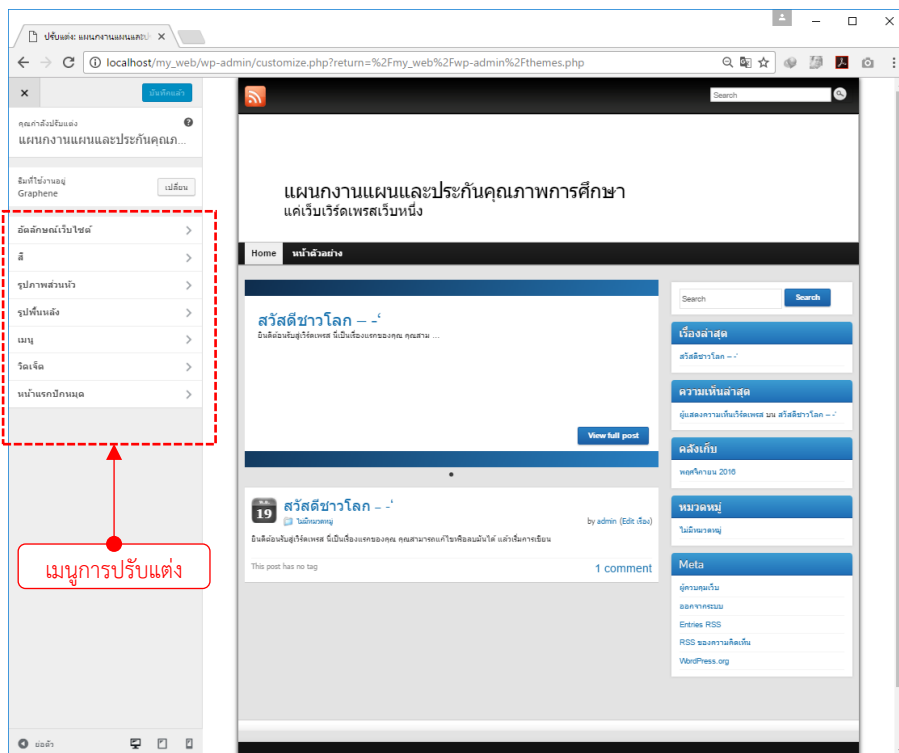 ปรับแต่ง: แผนกงานแผนและป
localhost/my_web/wp-admin/customize.php?return=%2Fmy_web%2Fwp-admin%2Fthemes.php
บันทึกแล้ว
คุณกำลังปรับแต่ง
แผนกงานแผนและประกันคุณภ...
ธีมที่ใช้งานอยู่
Graphene
เปลี่ยน
อัตลักษณ์เว็บไซต์
สี
รูปภาพส่วนหัว
รูปพื้นหลัง
เมนู
วิดเจ็ต
หน้าแรกปักหมุด
เมนูการปรับแต่ง
ย่อตัว
Search
แผนกงานแผนและประกันคุณภาพการศึกษา
แค่เว็บเวิร์ดเพรสเว็บหนึ่ง
Home หน้าตัวอย่าง
สวัสดีชาวโลก – -‘
ยินดีต้อนรับสู่เวิร์ดเพรส นี่เป็นเรื่องแรกของคุณ คุณสาม ...
View full post
19
สวัสดีชาวโลก – -‘
ไม่มีหมวดหมู่
by admin (Edit เรื่อง)
ยินดีต้อนรับสู่เวิร์ดเพรส นี่เป็นเรื่องแรกของคุณ คุณสามารถแก้ไขหรือลบมันได้ แล้วเริ่มการเขียน
This post has no tag
1 comment
Search Search
เรื่องล่าสุด
สวัสดีชาวโลก – -‘
ความเห็นล่าสุด
ผู้แสดงความเห็นเวิร์ดเพรส บน สวัสดีชาวโลก – -‘
คลังเก็บ
พฤศจิกายน 2016
หมวดหมู่
ไม่มีหมวดหมู่
Meta
ผู้ควบคุมเว็บ
ออกจากระบบ
Entries RSS
RSS ของความคิดเห็น
WordPress.org